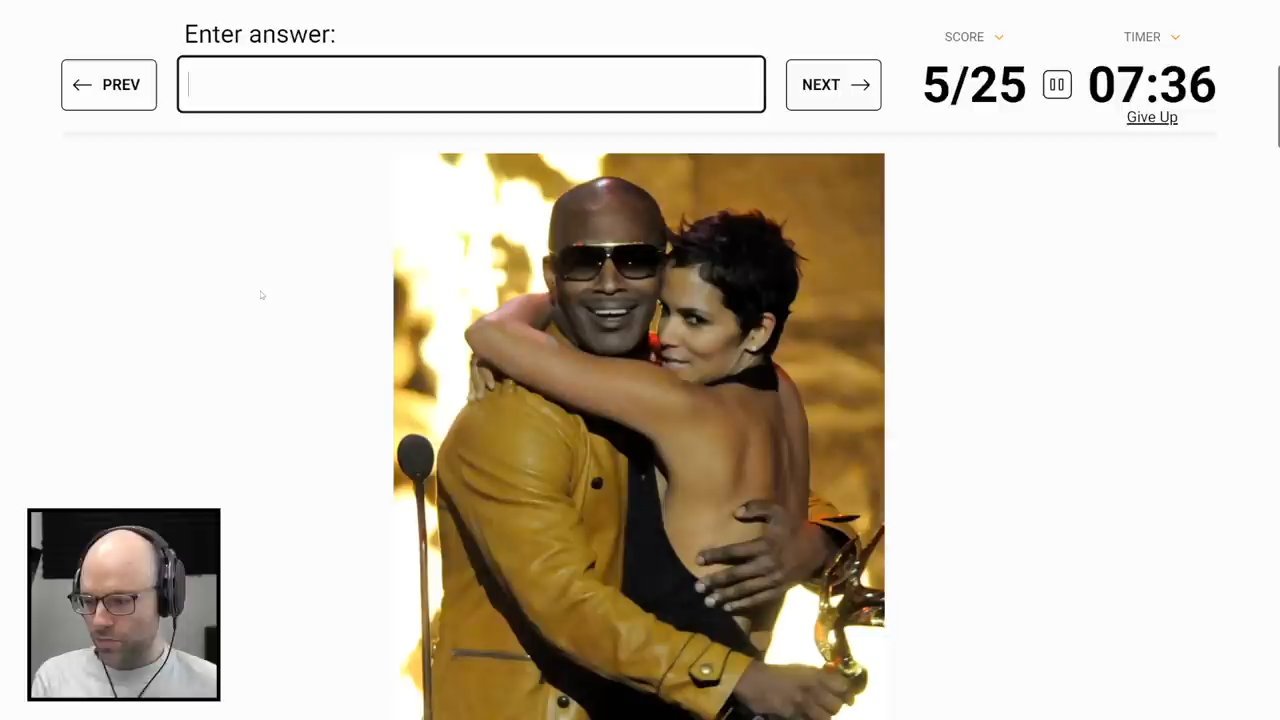 Enter answer:
SCORE
TIMER
PREV
NEXT
5/25
07:36
Give Up